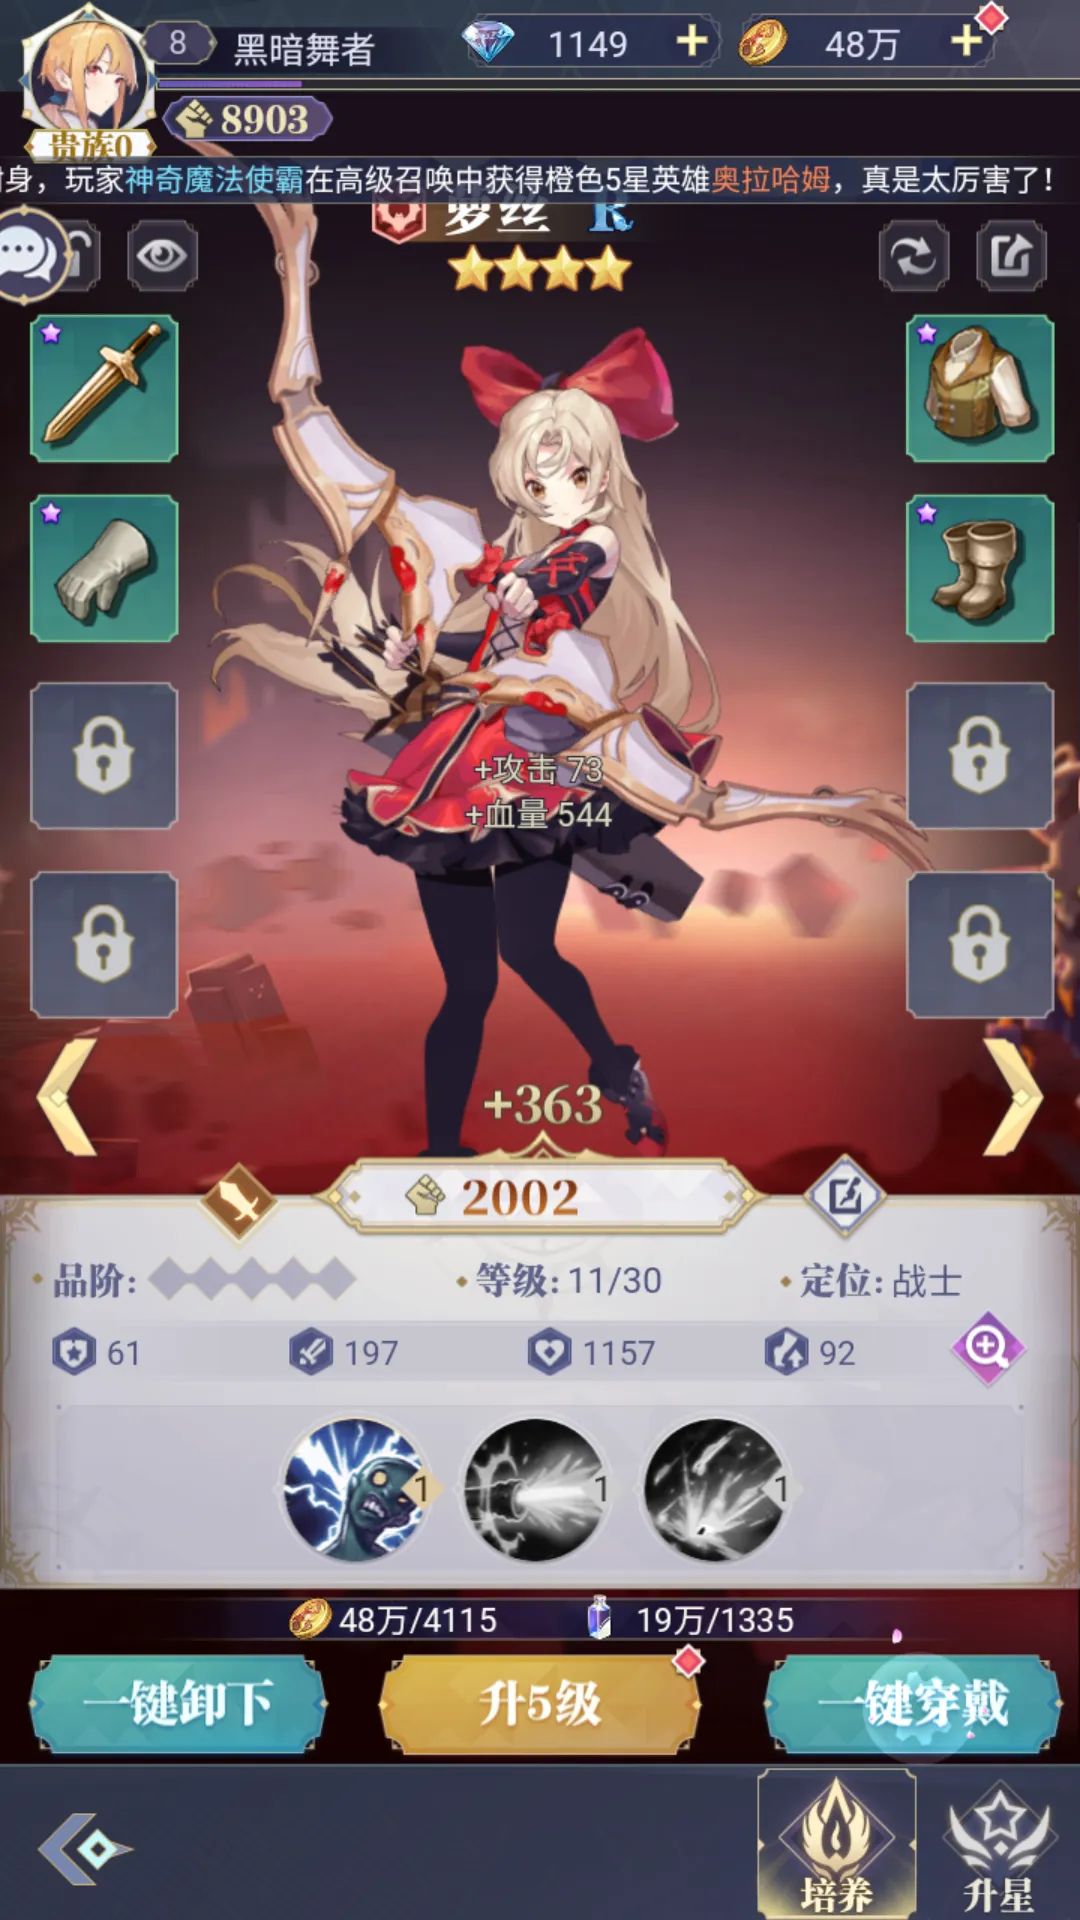 8
黑暗舞者
1149
48万
8903
贵族0
身，玩家神奇魔法使霸在高级召唤中获得橙色5星英雄奥拉哈姆，真是太厉害了！
萝丝 R
+攻击 73
+血量 544
+363
2002
品阶:
等级: 11/30
定位: 战士
61
197
1157
92
1
1
1
48万/4115
19万/1335
一键卸下
升5级
一键穿戴
培养
升星